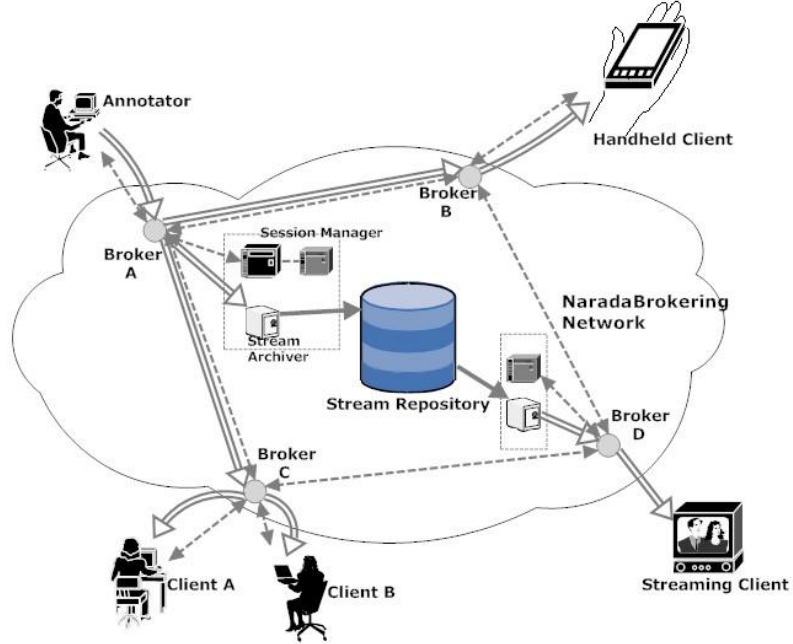 Annotator
Handheld Client
Broker
B
Broker
A
Session Manager
NaradaBrokering
Network
Stream
Archiver
Stream Repository
Broker
D
Broker
C
Client A
Client B
Streaming Client